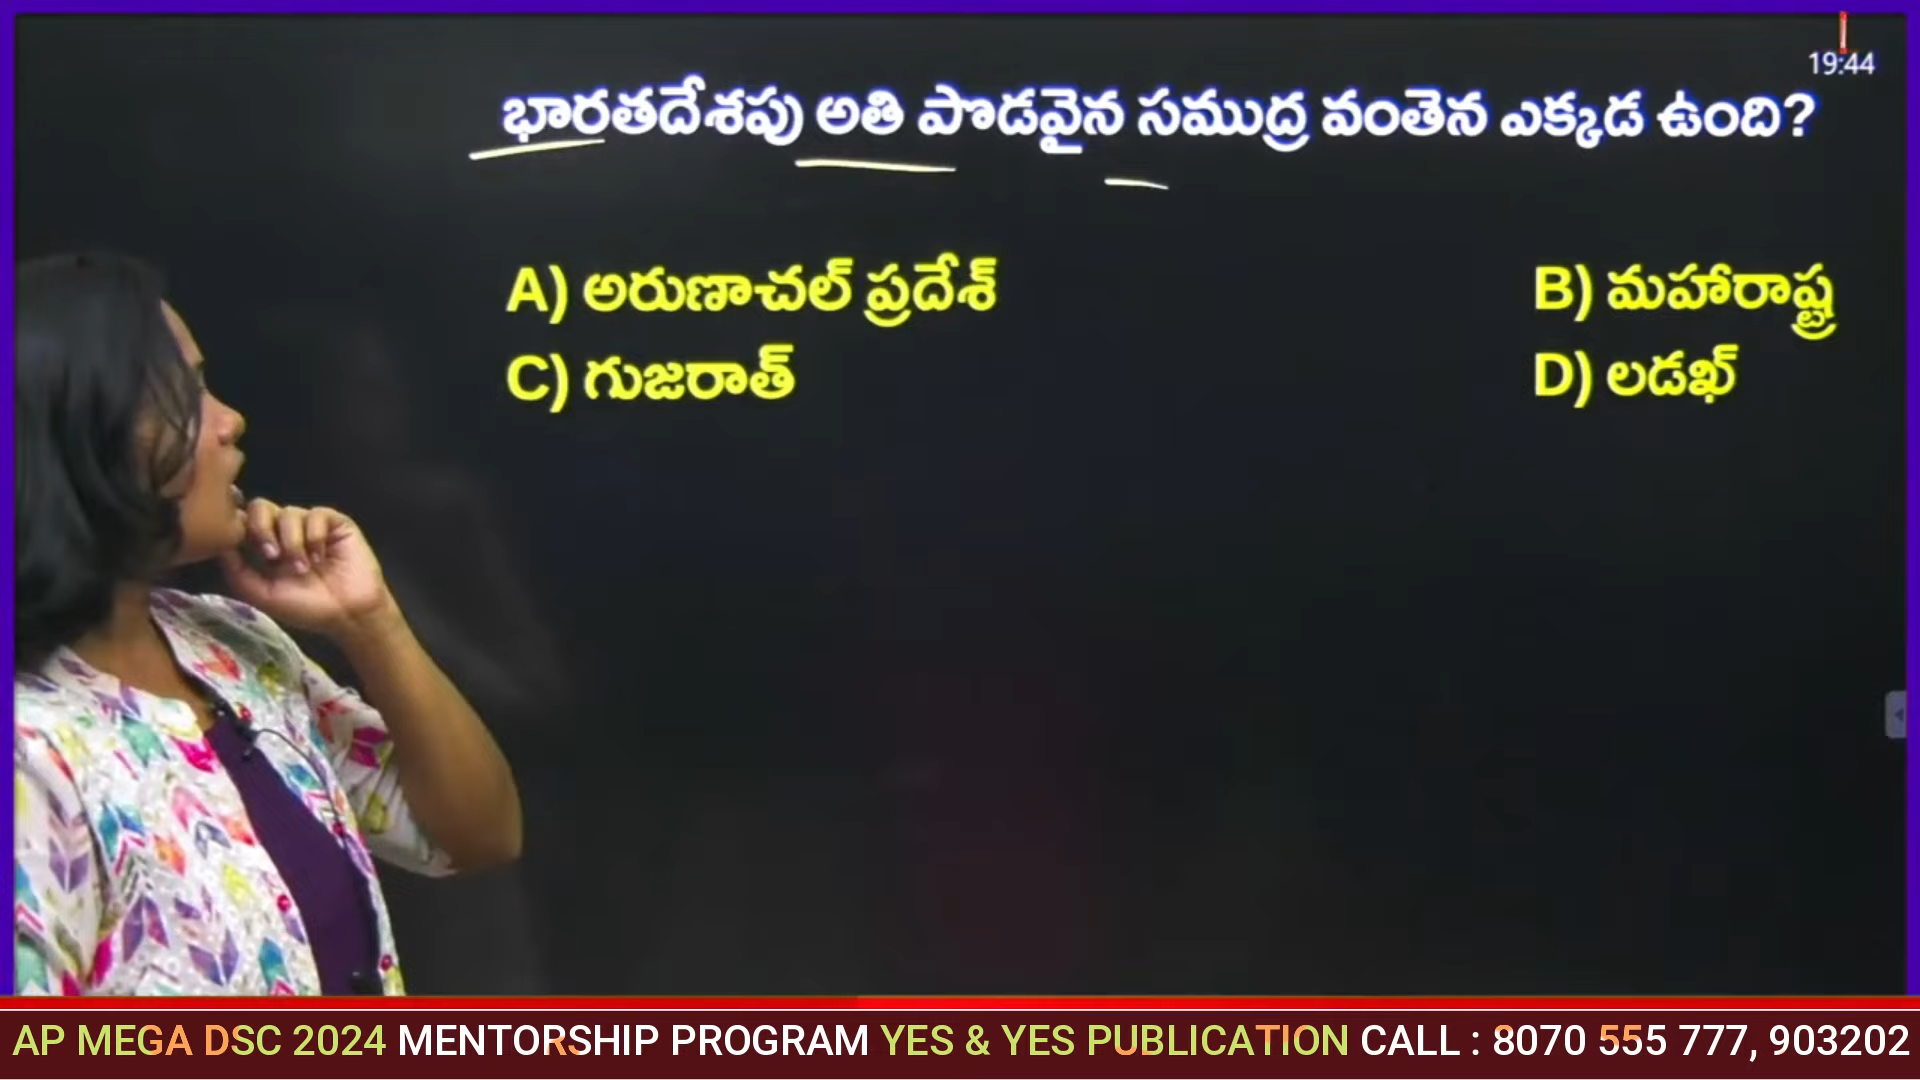 19:44
భారతదేశపు అతి పొడవైన సముద్ర వంతెన ఎక్కడ ఉంది?
A) అరుణాచల్ ప్రదేశ్ B) మహారాష్ట్ర
C) గుజరాత్ D) లడఖ్
AP MEGA DSC 2024 MENTORSHIP PROGRAM YES & YES PUBLICATION CALL : 8070 555 777, 903202